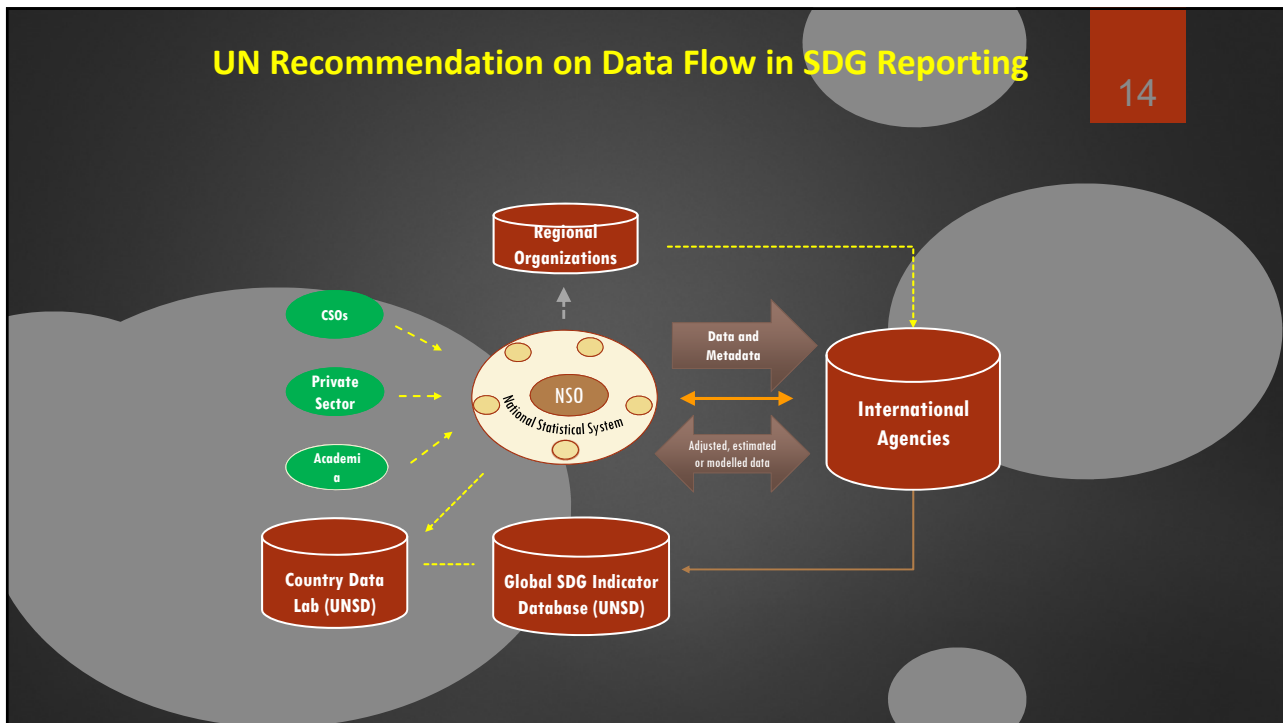 UN Recommendation on Data Flow in SDG Reporting
14
Regional
Organizations
CSOs
Private
Sector
Academi
a
NSO
National Statistical System
Data and
Metadata
Adjusted, estimated
or modelled data
International
Agencies
Country Data
Lab (UNSD)
Global SDG Indicator
Database (UNSD)